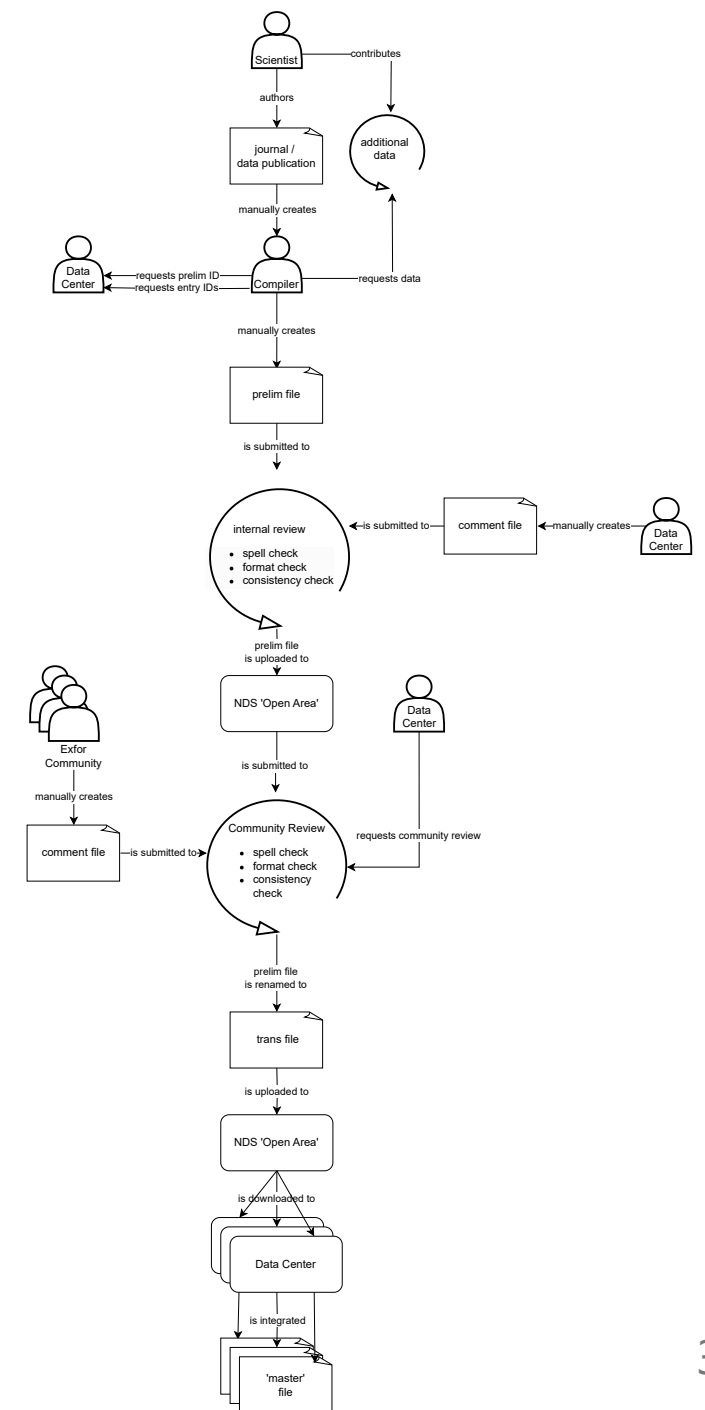 Scientist
contributes
authors
journal /
data publication
additional
data
manually creates
Data
Center
requests prelim ID
requests entry IDs
Compiler
requests data
manually creates
prelim file
is submitted to
internal review
• spell check
• format check
• consistency check
is submitted to
comment file
manually creates
Data
Center
prelim file
is uploaded to
NDS 'Open Area'
Data
Center
Exfor
Community
is submitted to
manually creates
comment file
is submitted to
Community Review
• spell check
• format check
• consistency
check
requests community review
prelim file
is renamed to
trans file
is uploaded to
NDS 'Open Area'
is downloaded to
Data Center
is integrated
'master'
file